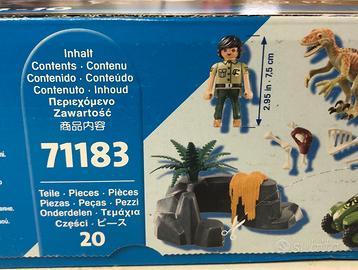 Inhalt
Contents · Contenu
Contenido · Conteúdo
Contenuto · Inhoud
Περιεχόμενο
Zawartość
商品内容
71183
Teile · Pieces · Pièces
Piezas · Peças · Pezzi
Onderdelen · Τεμάχια
Części · ピース
20
2.95 in · 7,5 cm